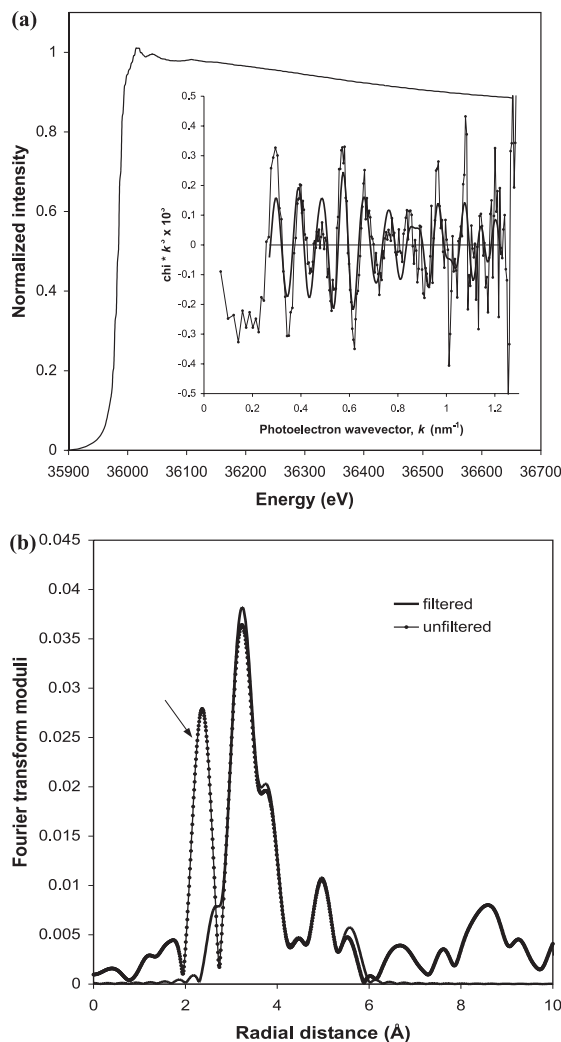 (a)
Normalized intensity
1
0.8
0.6
0.4
0.2
0
35900 36000 36100 36200 36300 36400 36500 36600 36700
Energy (eV)
chi * k³ x 10³
0.5
0.4
0.3
0.2
0.1
0
-0.1
-0.2
-0.3
-0.4
-0.5
0 0.2 0.4 0.6 0.8 1 1.2
Photoelectron wavevector, k (nm⁻¹)
(b)
Fourier transform moduli
0.045
0.04
0.035
0.03
0.025
0.02
0.015
0.01
0.005
0
filtered
unfiltered
0 2 4 6 8 10
Radial distance (Å)